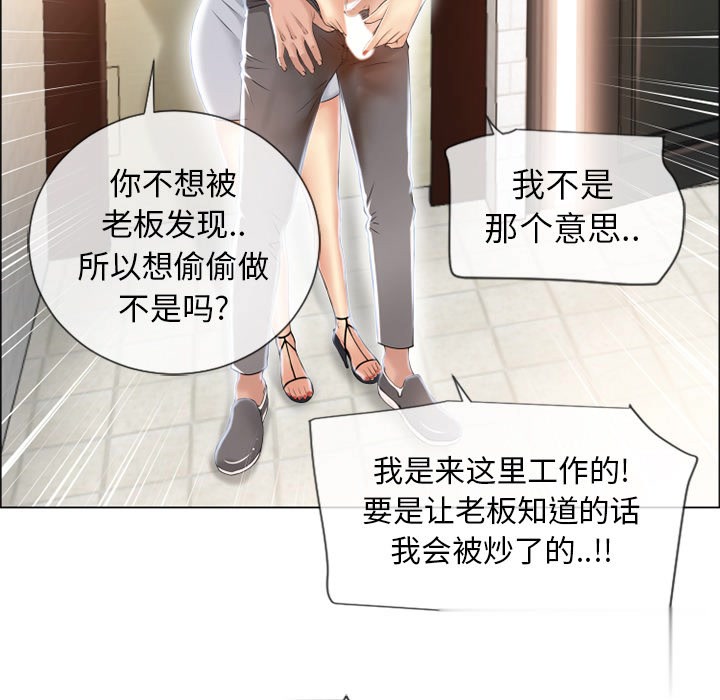 你不想被
老板发现..
所以想偷偷做
不是吗?
我不是
那个意思..
我是来这里工作的!
要是让老板知道的话
我会被炒了的..!!